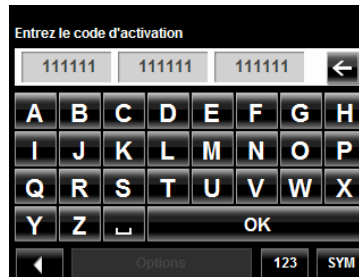 Entrez le code d'activation
111111 111111 111111
A B C D E F G H
I J K L M N O P
Q R S T U V W X
Y Z OK
Options 123 SYM